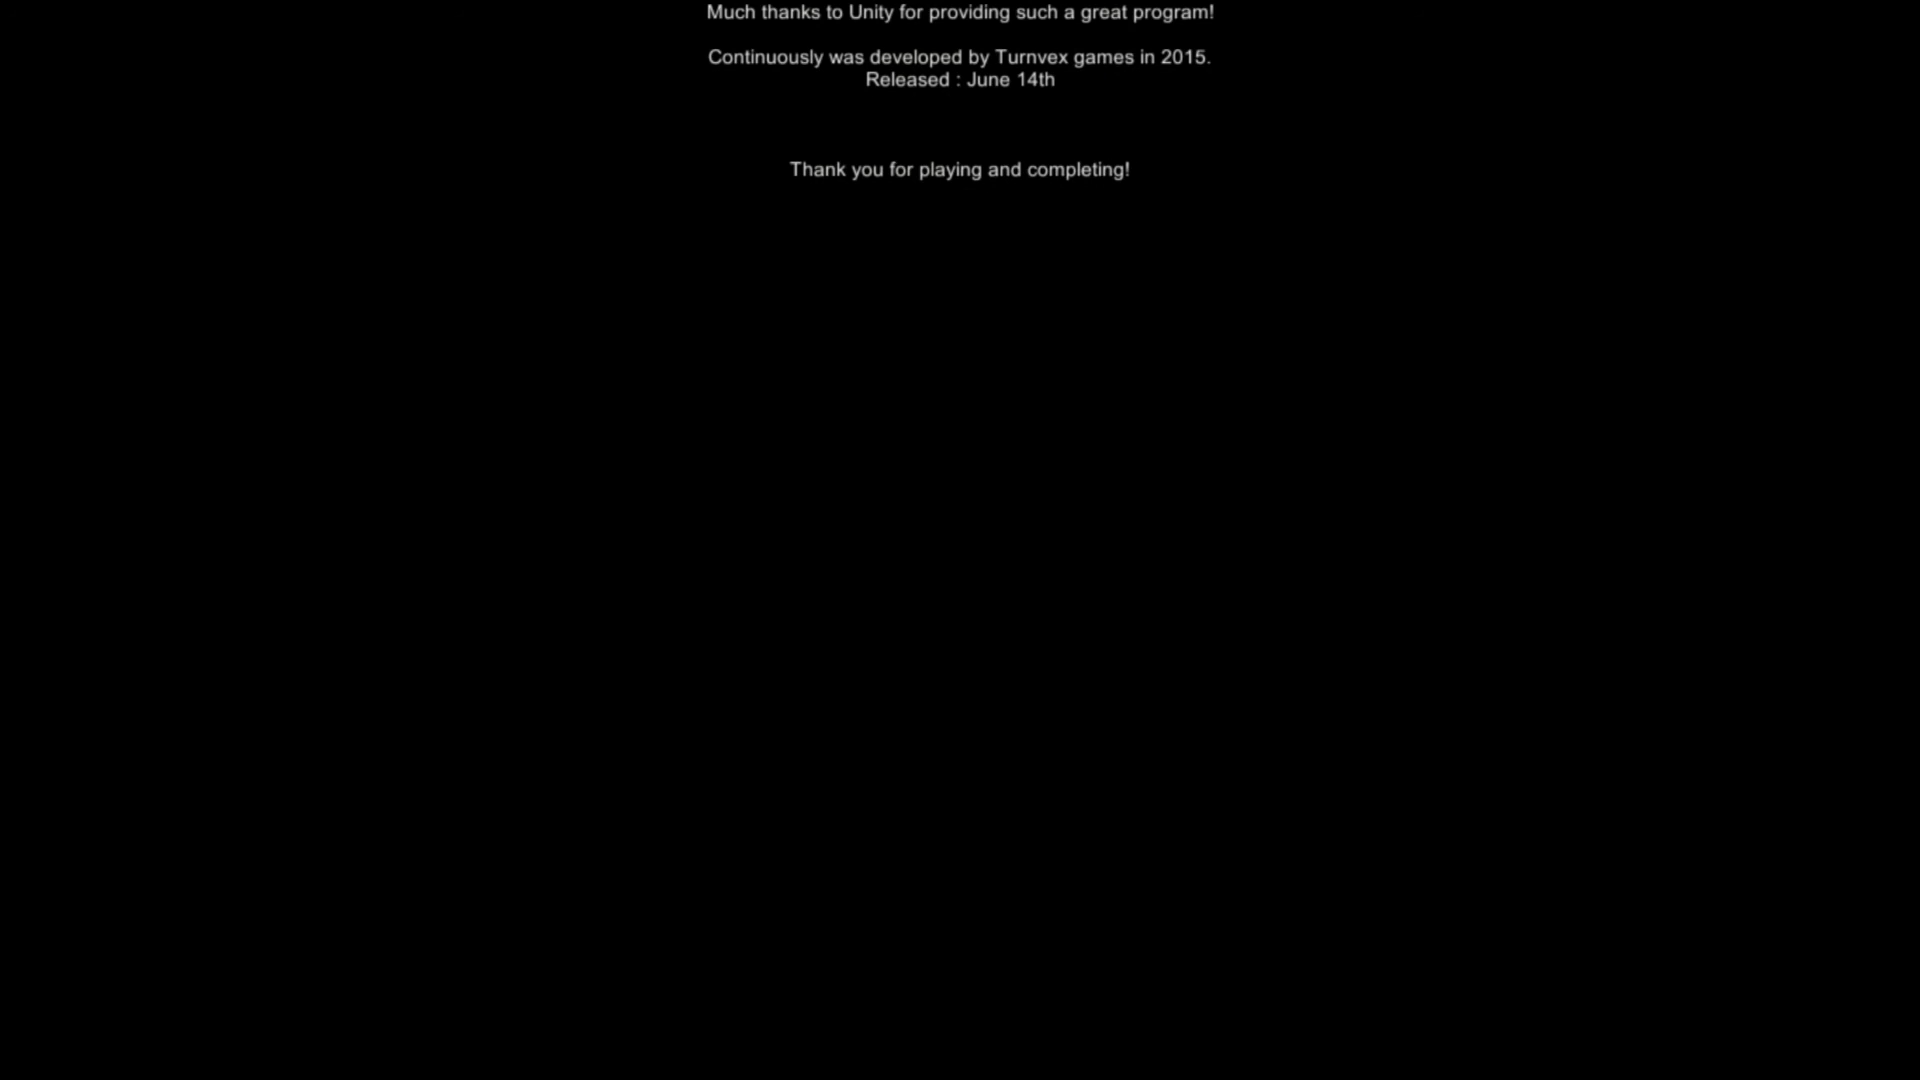 Much thanks to Unity for providing such a great program!
Continuously was developed by Turnvex games in 2015.
Released : June 14th
Thank you for playing and completing!